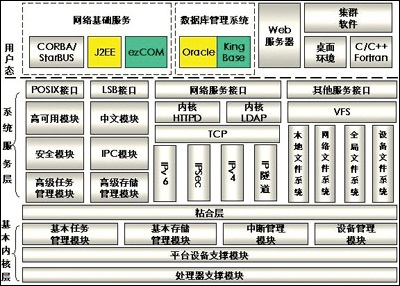 用户态
网络基础服务
CORBA/
StarBUS
J2EE
ezCOM
数据库管理系统
Oracle
King
Base
Web
服务器
集群
软件
桌面
环境
C/C++
Fortran
系统服务层
POSIX接口
LSB接口
网络服务接口
其他服务接口
高可用模块
中文模块
内核
HTTPD
内核
LDAP
VFS
TCP
安全模块
IPC模块
高级任务
管理模块
高级存储
管理模块
IPv6
IPSec
IPv4
IP隧道
本地文件系统
网络文件系统
全局文件系统
设备文件系统
粘合层
基本内核层
基本任务
管理模块
基本存储
管理模块
中断管理
模块
设备管理
模块
平台设备支撑模块
处理器支撑模块